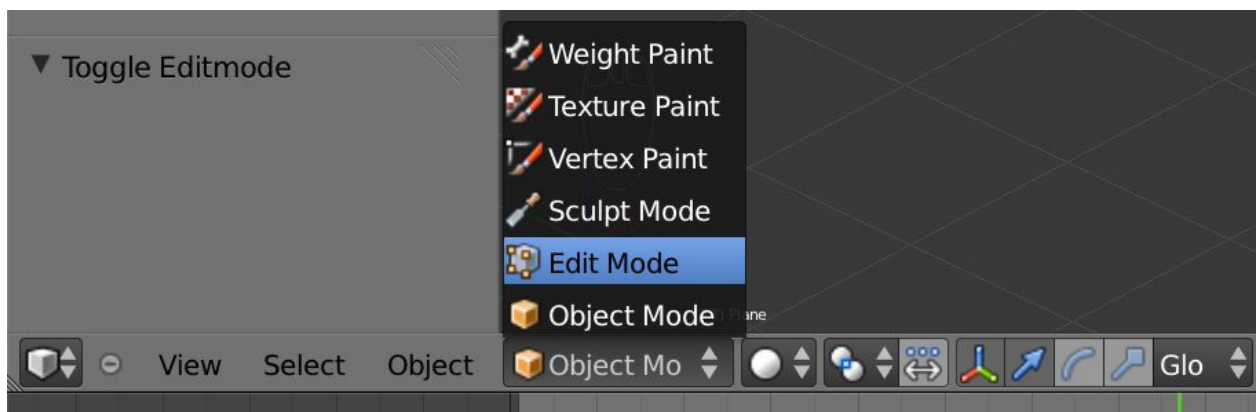 Toggle Editmode
Weight Paint
Texture Paint
Vertex Paint
Sculpt Mode
Edit Mode
Object Mode
) Plane
View Select Object Object Mo Glo